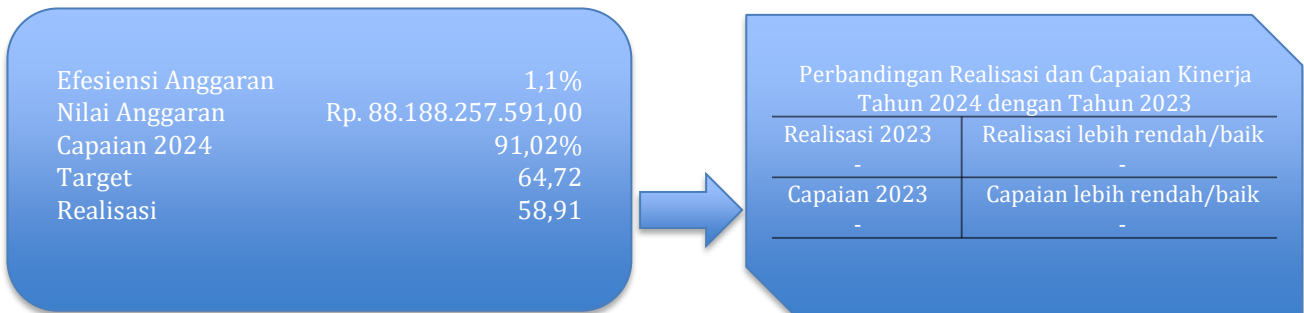 Efesiensi Anggaran 1,1%
Nilai Anggaran Rp. 88.188.257.591,00
Capaian 2024 91,02%
Target 64,72
Realisasi 58,91
Perbandingan Realisasi dan Capaian Kinerja
Tahun 2024 dengan Tahun 2023
Realisasi 2023 Realisasi lebih rendah/baik
- -
Capaian 2023 Capaian lebih rendah/baik
- -